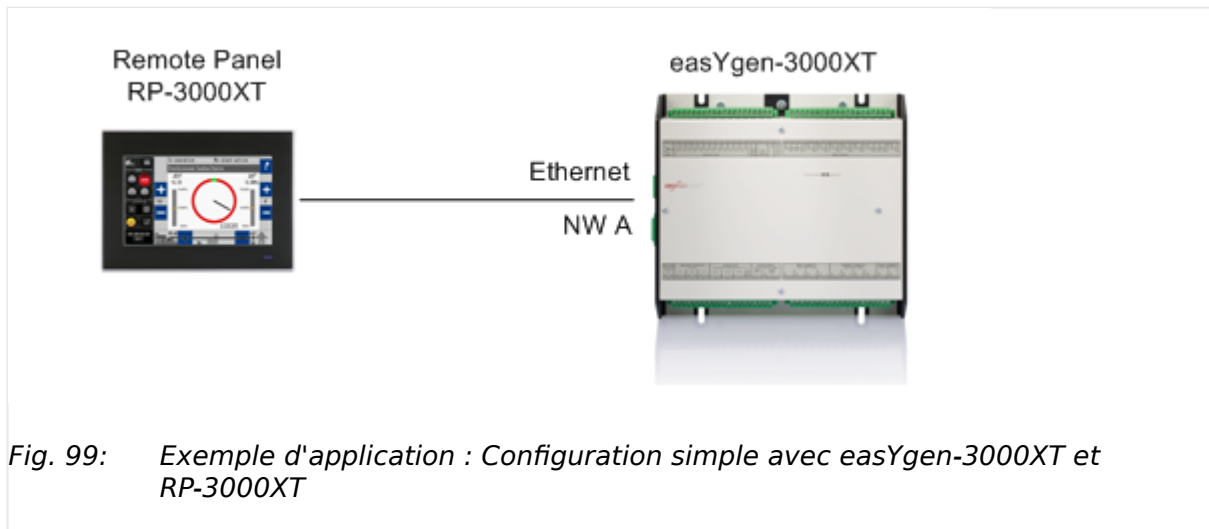 Remote Panel
RP-3000XT
easYgen-3000XT
Ethernet
NW A
Fig. 99: Exemple d'application : Configuration simple avec easYgen-3000XT et
RP-3000XT